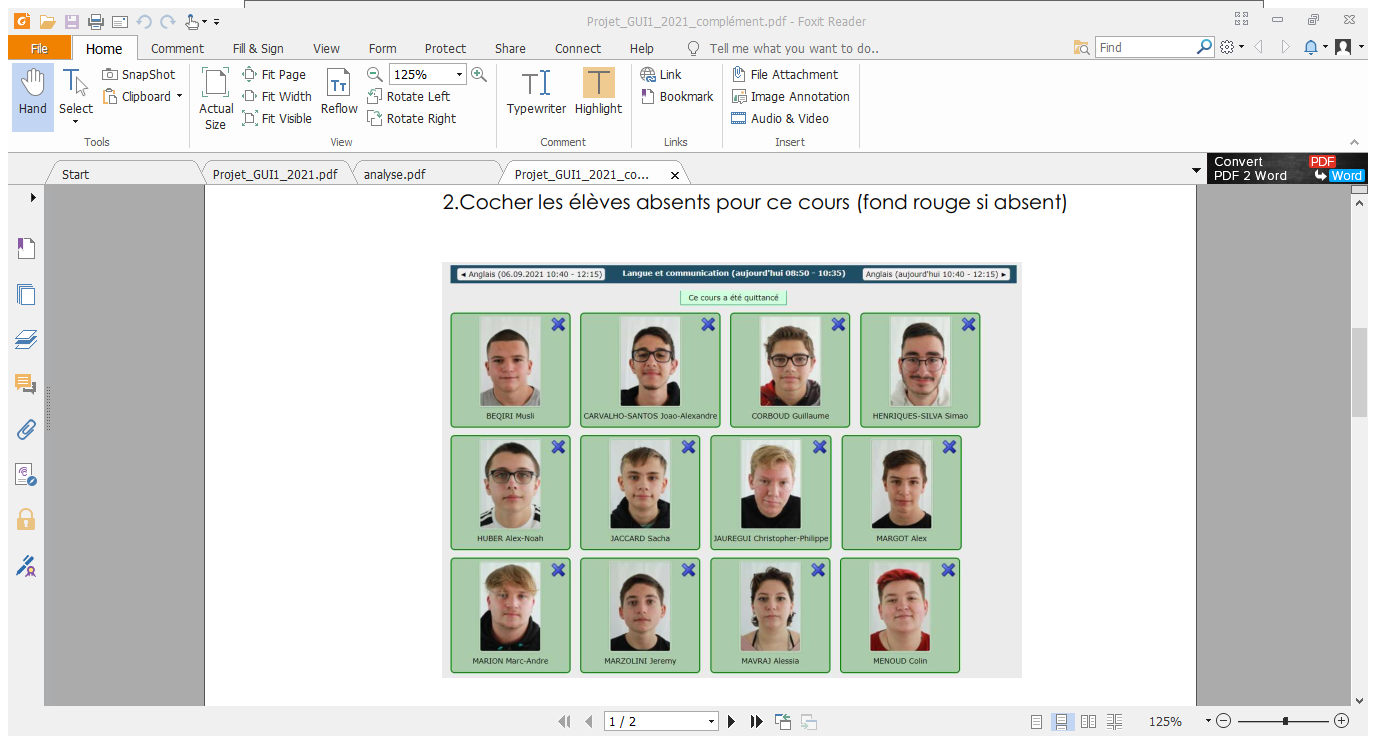 Projet_GUI1_2021_complément.pdf - Foxit Reader
File Home Comment Fill & Sign View Form Protect Share Connect Help Tell me what you want to do.. Find
Hand
Select
SnapShot
Clipboard
Tools
Actual
Size
Fit Page
Fit Width
Fit Visible
Reflow
125%
Rotate Left
Rotate Right
View
Typewriter
Highlight
Comment
Link
Bookmark
Links
File Attachment
Image Annotation
Audio & Video
Insert
Start
Projet_GUI1_2021.pdf
analyse.pdf
Projet_GUI1_2021_co...
Convert PDF
PDF 2 Word Word
2.Cocher les élèves absents pour ce cours (fond rouge si absent)
◄ Anglais (06.09.2021 10:40 - 12:15) Langue et communication (aujourd'hui 08:50 - 10:35) Anglais (aujourd'hui 10:40 - 12:15) ►
Ce cours a été quittancé
BEQIRI Musli CARVALHO-SANTOS Joao-Alexandre CORBOUD Guillaume HENRIQUES-SILVA Simao
HUBER Alex-Noah JACCARD Sacha JAUREGUI Christopher-Philippe MARGOT Alex
MARION Marc-Andre MARZOLINI Jeremy MAVRAJ Alessia MENOUD Colin
1 / 2 125%